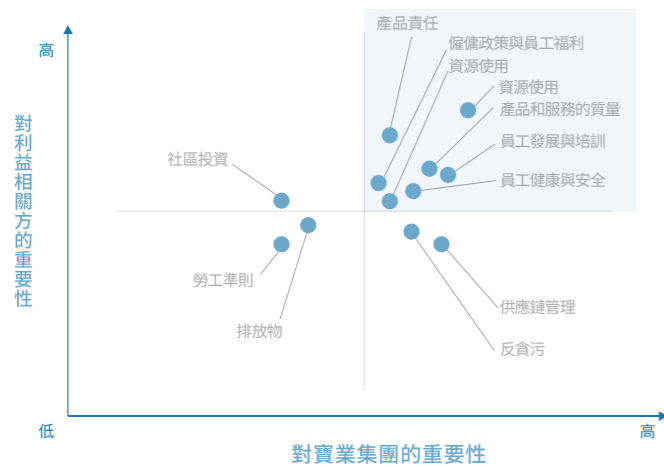 產品責任
高
僱傭政策與員工福利
資源使用
資源使用
產品和服務的質量
對利益相關方的重要性
員工發展與培訓
社區投資
員工健康與安全
勞工準則
供應鏈管理
排放物
反貪污
低
高
對寶業集團的重要性